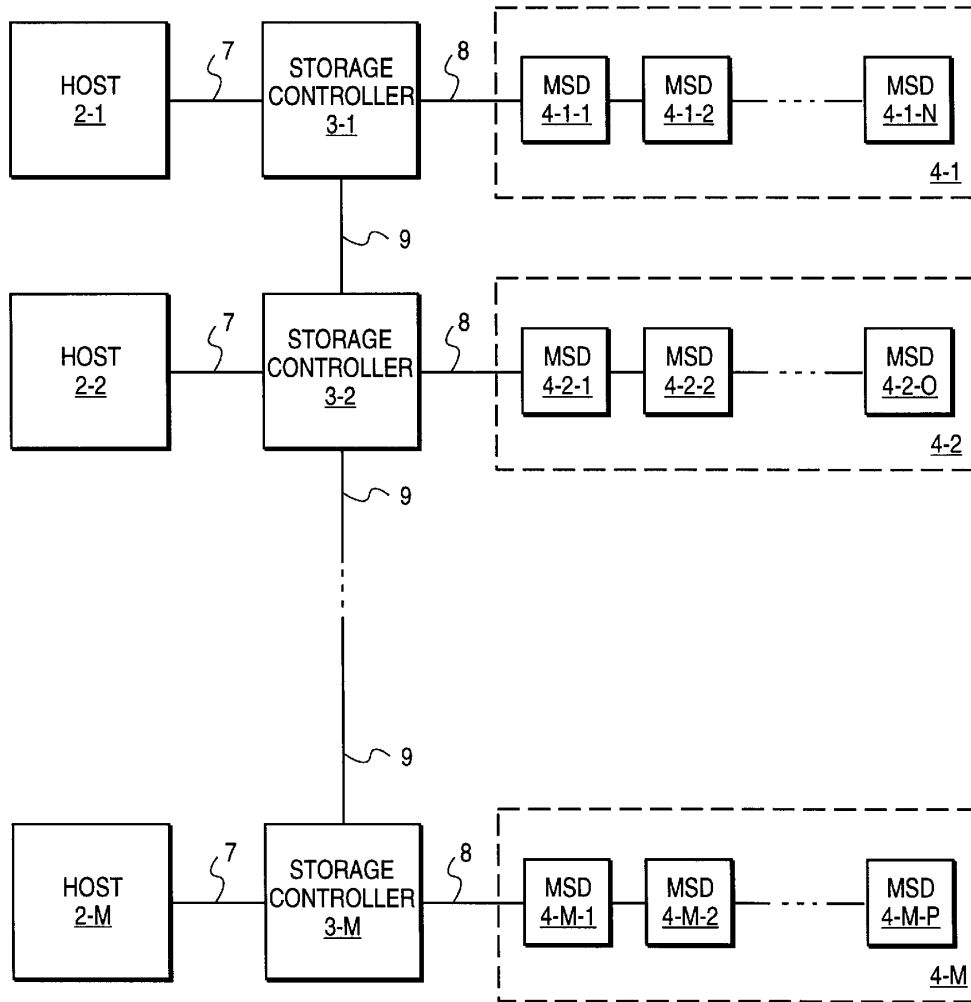 7
8
HOST
2-1
STORAGE
CONTROLLER
3-1
MSD
4-1-1
MSD
4-1-2
MSD
4-1-N
4-1
9
7
8
HOST
2-2
STORAGE
CONTROLLER
3-2
MSD
4-2-1
MSD
4-2-2
MSD
4-2-O
4-2
9
9
7
8
HOST
2-M
STORAGE
CONTROLLER
3-M
MSD
4-M-1
MSD
4-M-2
MSD
4-M-P
4-M